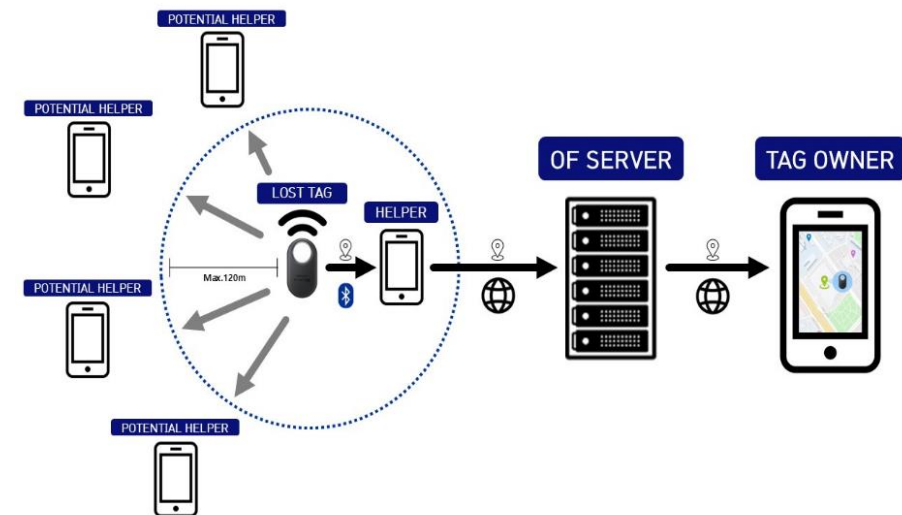 POTENTIAL HELPER
POTENTIAL HELPER
LOST TAG
HELPER
Max.120m
POTENTIAL HELPER
POTENTIAL HELPER
OF SERVER
TAG OWNER